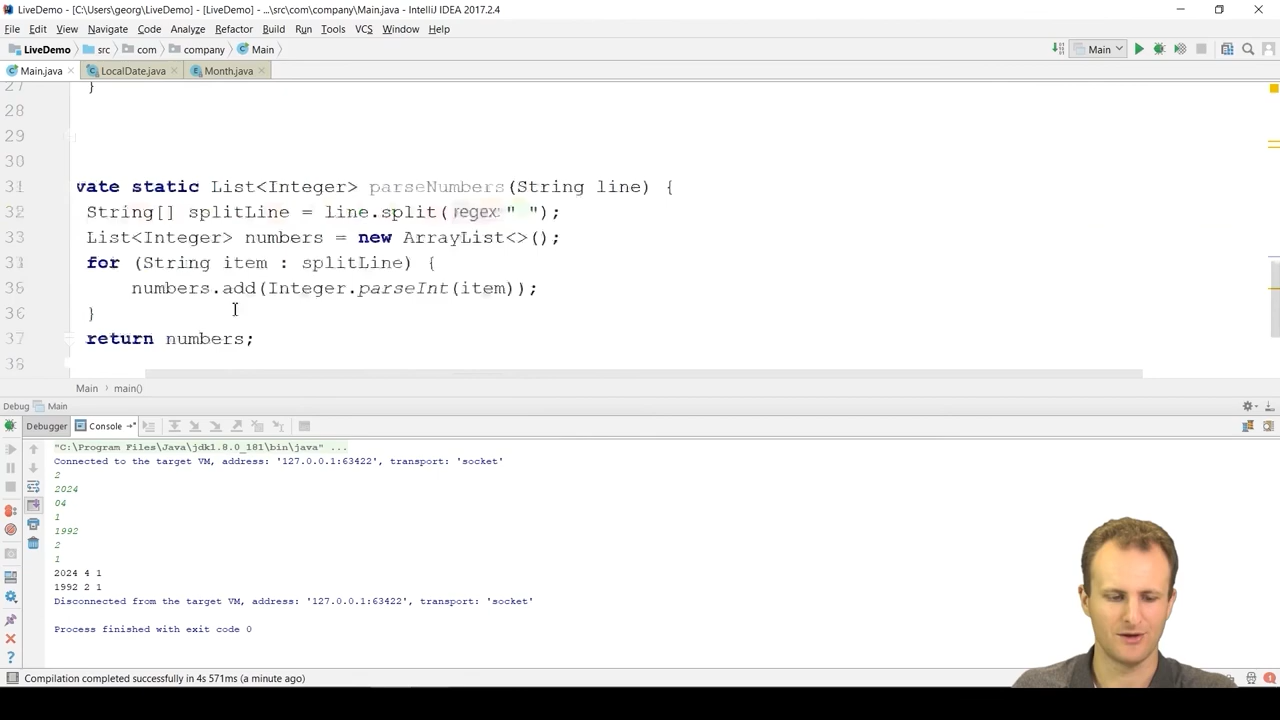 LiveDemo - [C:\Users\georg\LiveDemo] - [LiveDemo] - ...\src\com\company\Main.java - IntelliJ IDEA 2017.2.4
File Edit View Navigate Code Analyze Refactor Build Run Tools VCS Window Help
LiveDemo src com company Main
Main
Main.java LocalDate.java Month.java
27 }
28
29
30
31 vate static List<Integer> parseNumbers(String line) {
32 String[] splitLine = line.split( regex: " ");
33 List<Integer> numbers = new ArrayList<>();
34 for (String item : splitLine) {
35 numbers.add(Integer.parseInt(item));
36 }
37 return numbers;
38
Main › main()
Debug Main
Debugger Console
"C:\Program Files\Java\jdk1.8.0_181\bin\java" ...
Connected to the target VM, address: '127.0.0.1:63422', transport: 'socket'
2
2024
04
1
1992
2
1
2024 4 1
1992 2 1
Disconnected from the target VM, address: '127.0.0.1:63422', transport: 'socket'
Process finished with exit code 0
Compilation completed successfully in 4s 571ms (a minute ago)